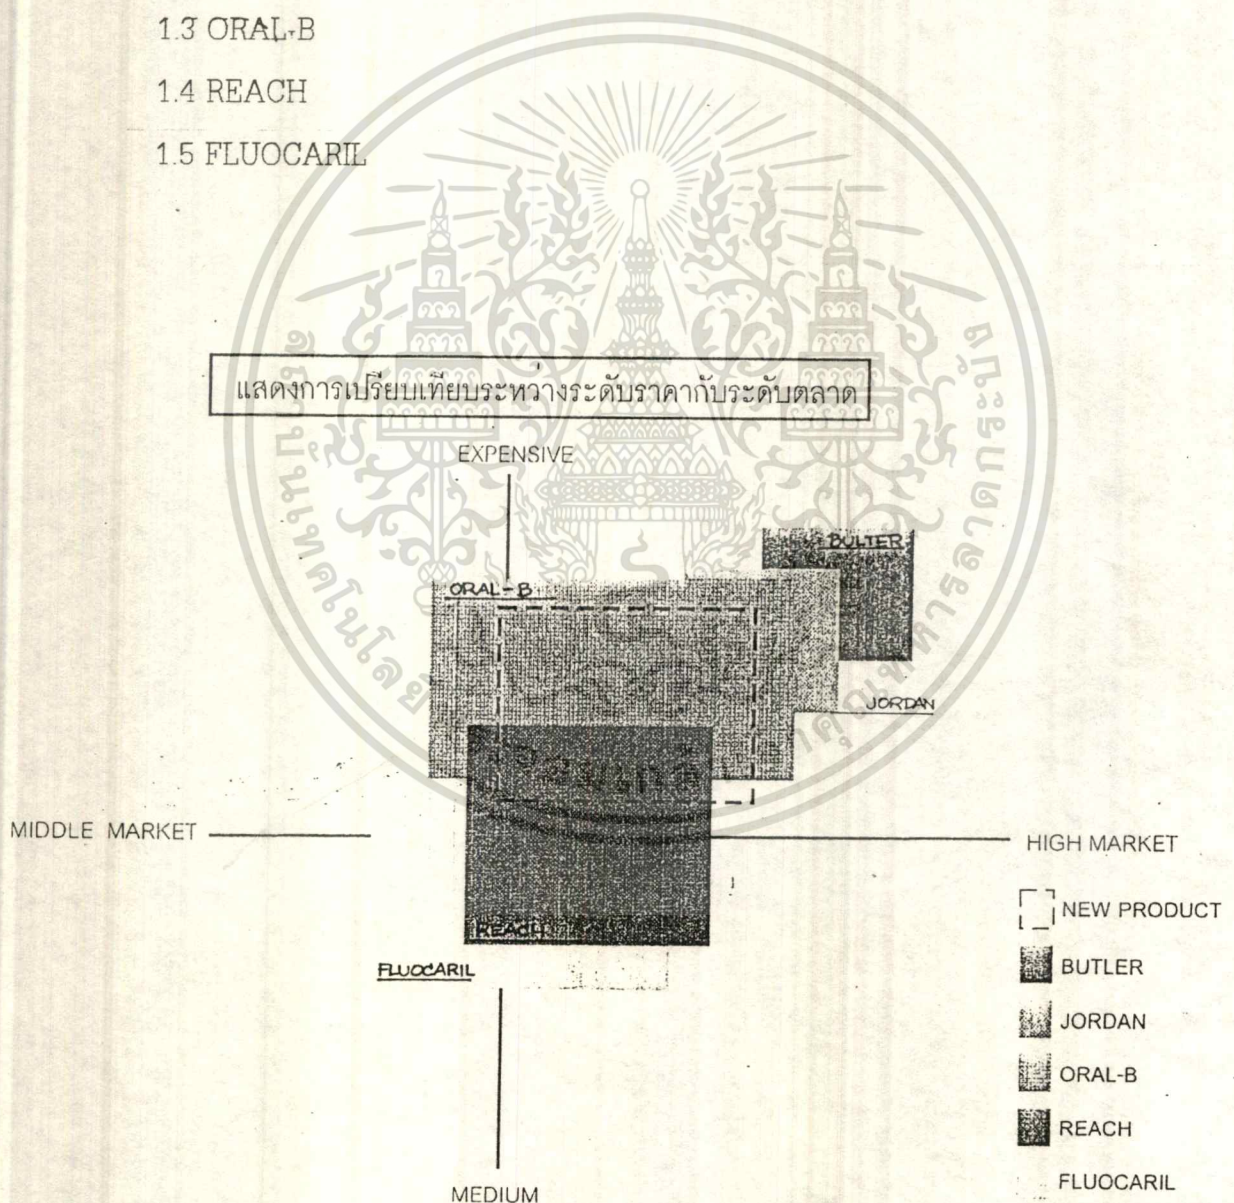 1.3 ORAL-B
1.4 REACH
1.5 FLUOCARIL
แสดงการเปรียบเทียบระหว่างระดับราคากับระดับตลาด
EXPENSIVE
BULTER
ORAL-B
JORDAN
MIDDLE MARKET
HIGH MARKET
REACH
FLUOCARIL
MEDIUM
NEW PRODUCT
BUTLER
JORDAN
ORAL-B
REACH
FLUOCARIL